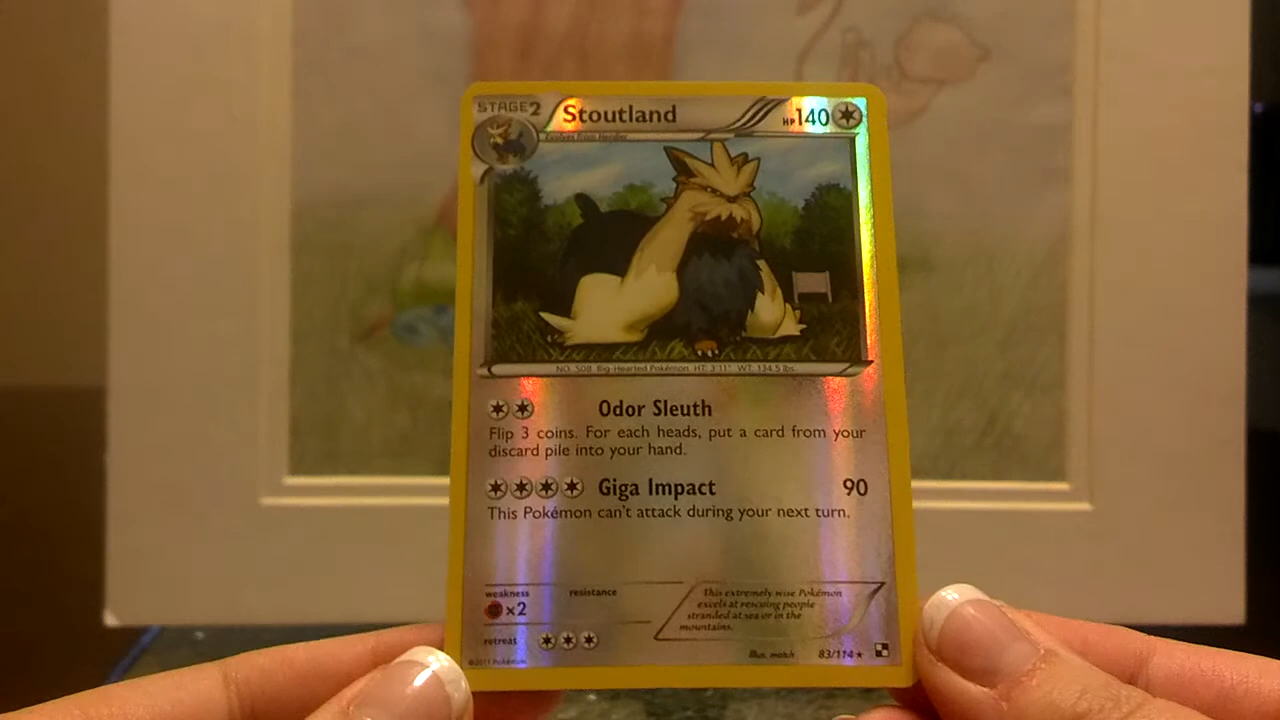 STAGE2 Stoutland HP140
Evolves from Herdier
NO. 508 Big-Hearted Pokémon. HT: 3'11" WT: 134.5 lbs.
Odor Sleuth
Flip 3 coins. For each heads, put a card from your
discard pile into your hand.
Giga Impact 90
This Pokémon can't attack during your next turn.
weakness resistance
×2
This extremely wise Pokémon
excels at rescuing people
stranded at sea or in the
mountains.
retreat
Illus. match 83/114★
©2011 Pokémon